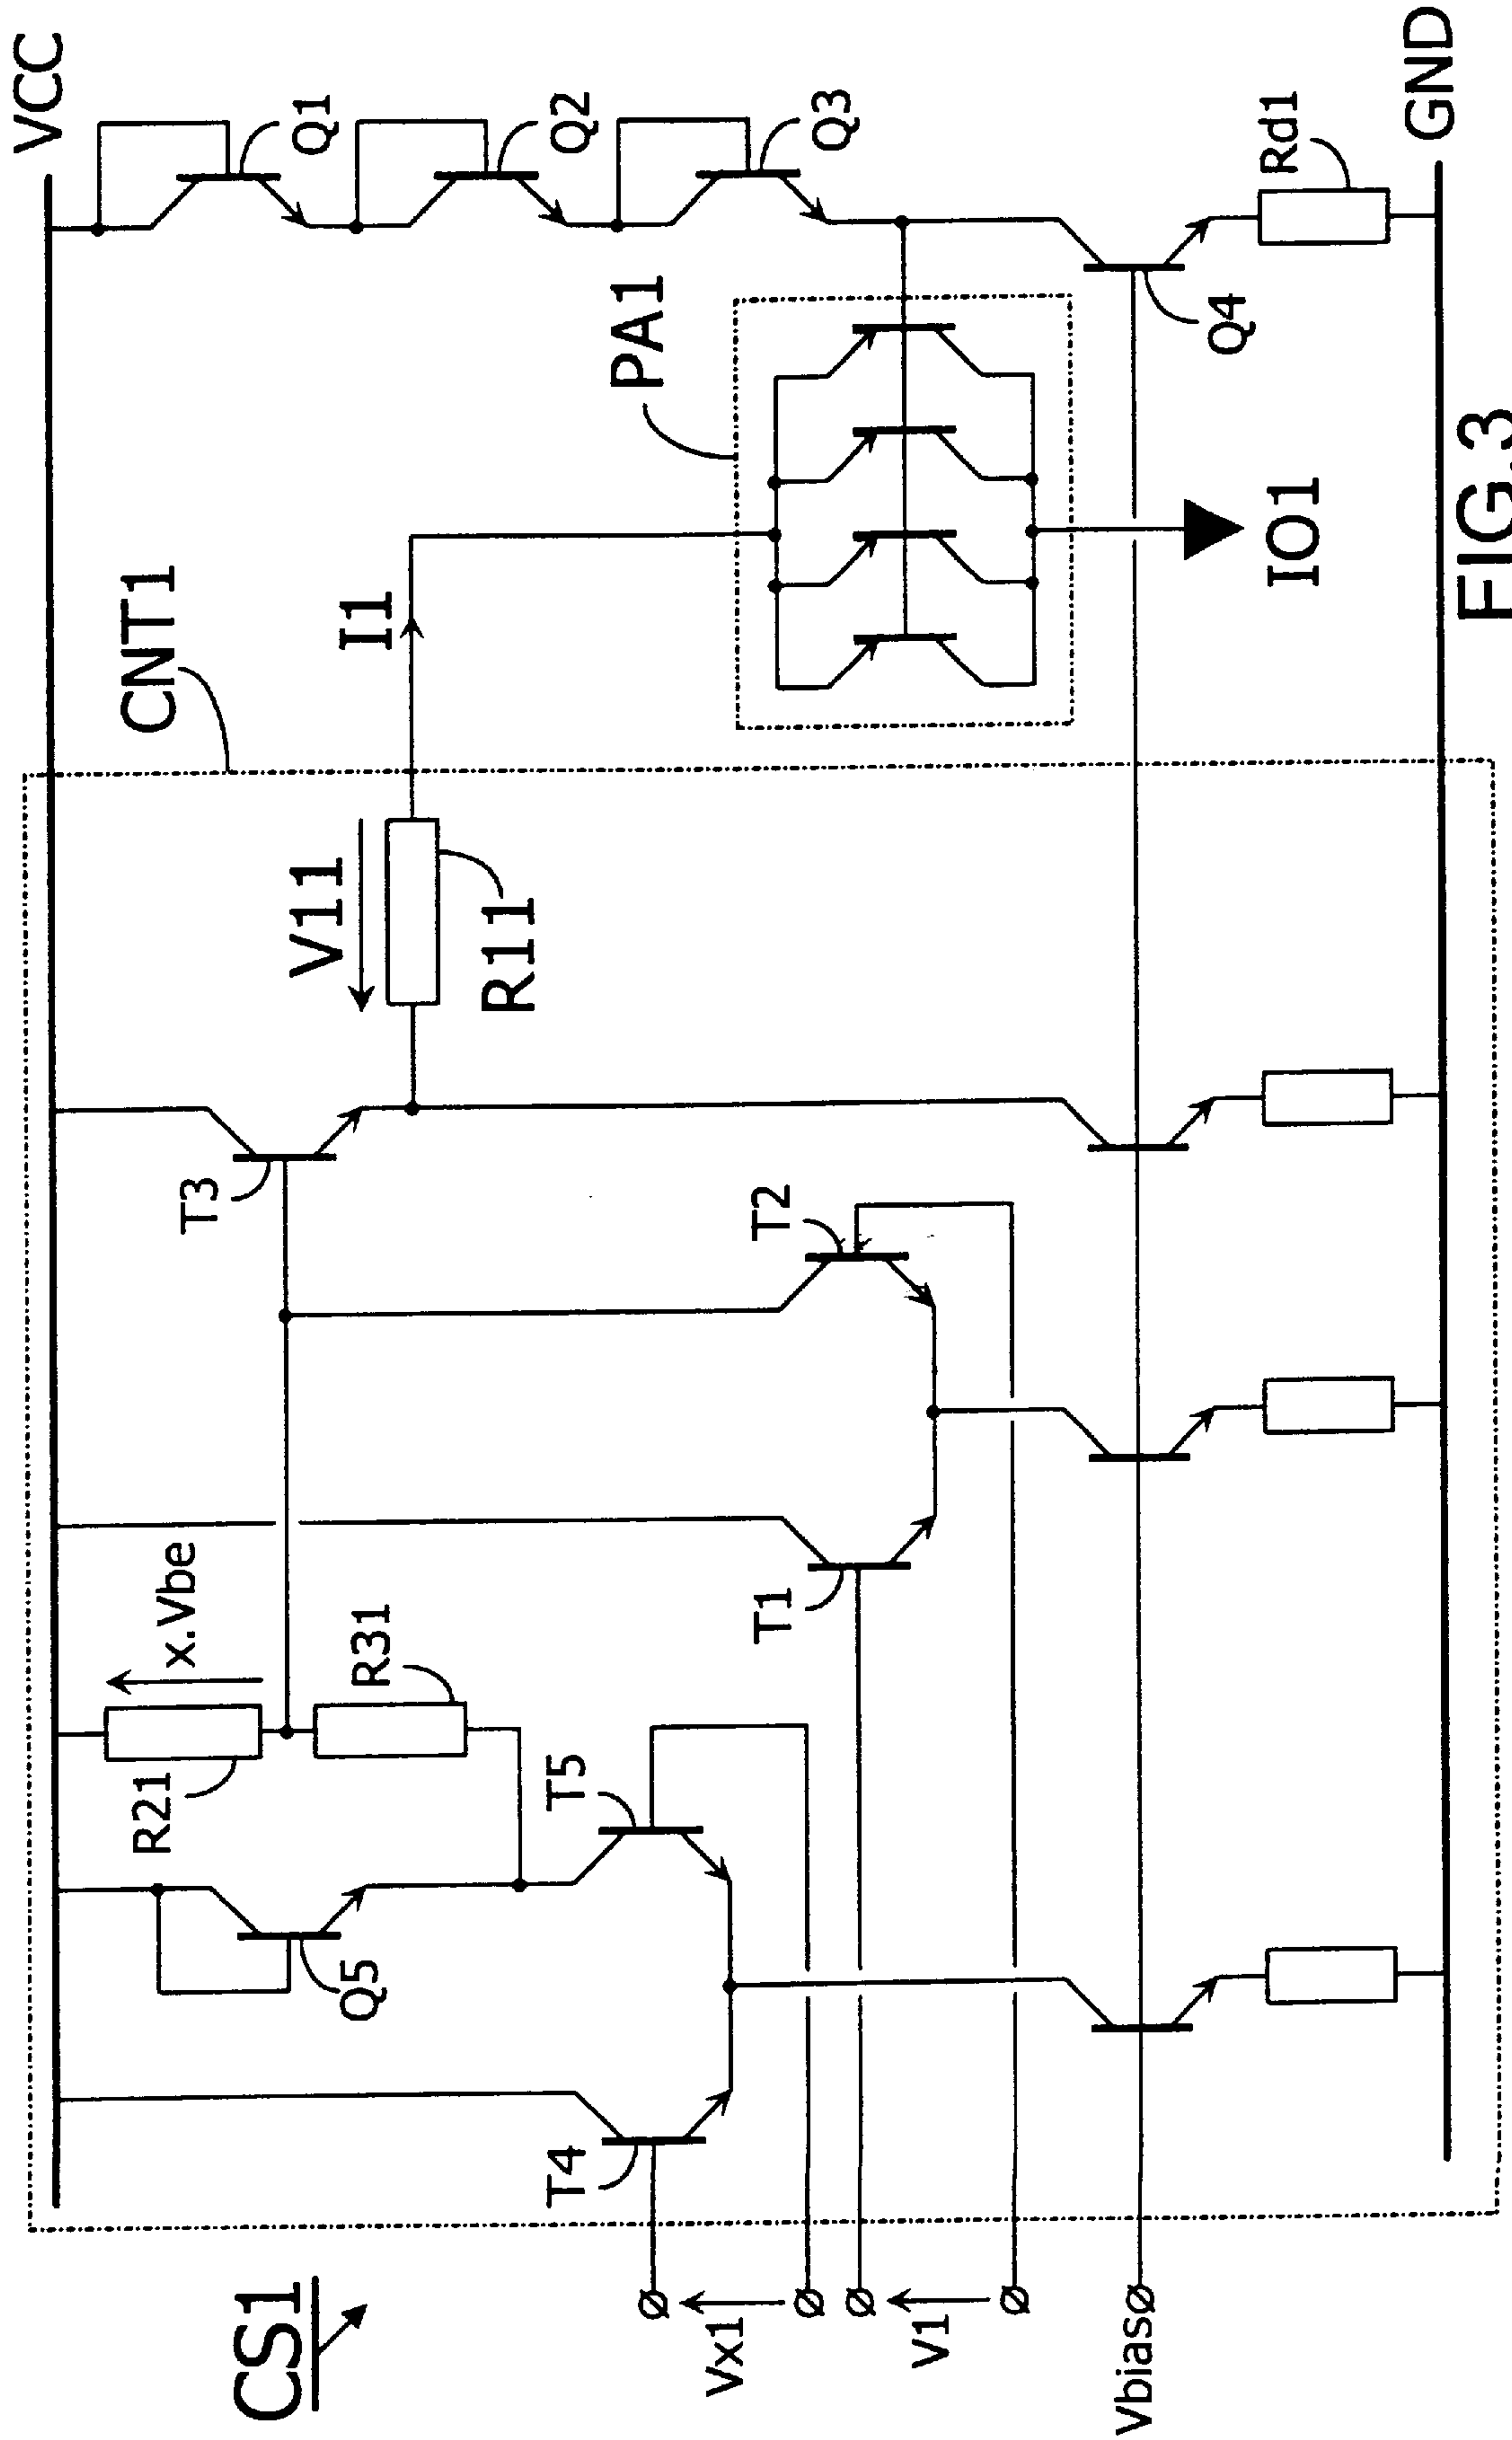 CS1
CNT1
VCC
Q1
Q2
Q3
Q4
Rd1
GND
PA1
I1
IO1
V11
R11
T3
T2
T1
x.Vbe
R21
R31
T5
Q5
T4
Vx1
V1
Vbias
FIG.3